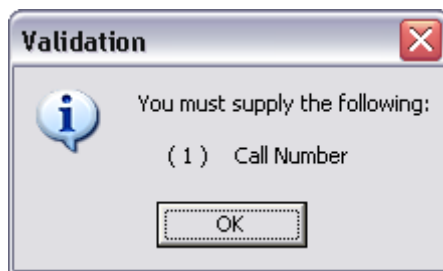 Validation
You must supply the following:
( 1 ) Call Number
OK